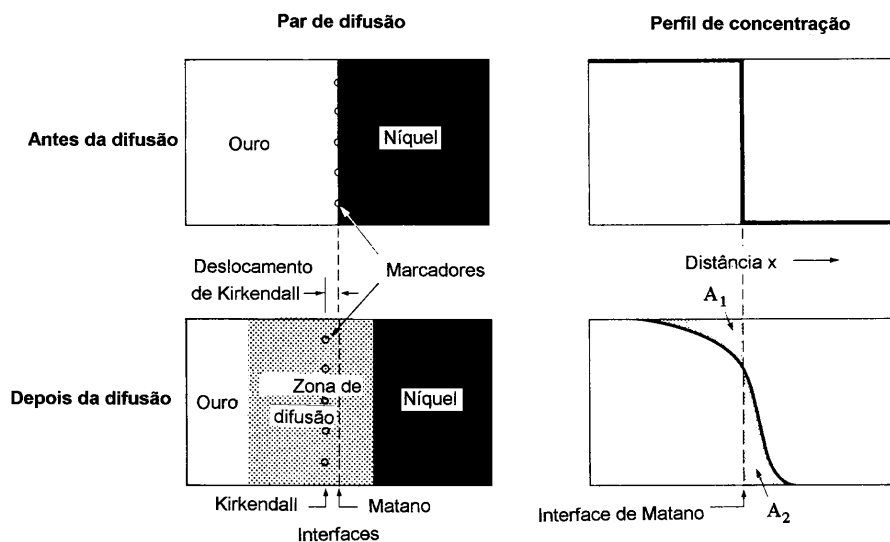 Par de difusão
Perfil de concentração
Antes da difusão
Ouro
Níquel
Deslocamento
de Kirkendall
Marcadores
Distância x
A1
Depois da difusão
Ouro
Zona de
difusão
Níquel
Kirkendall
Matano
Interfaces
Interface de Matano
A2